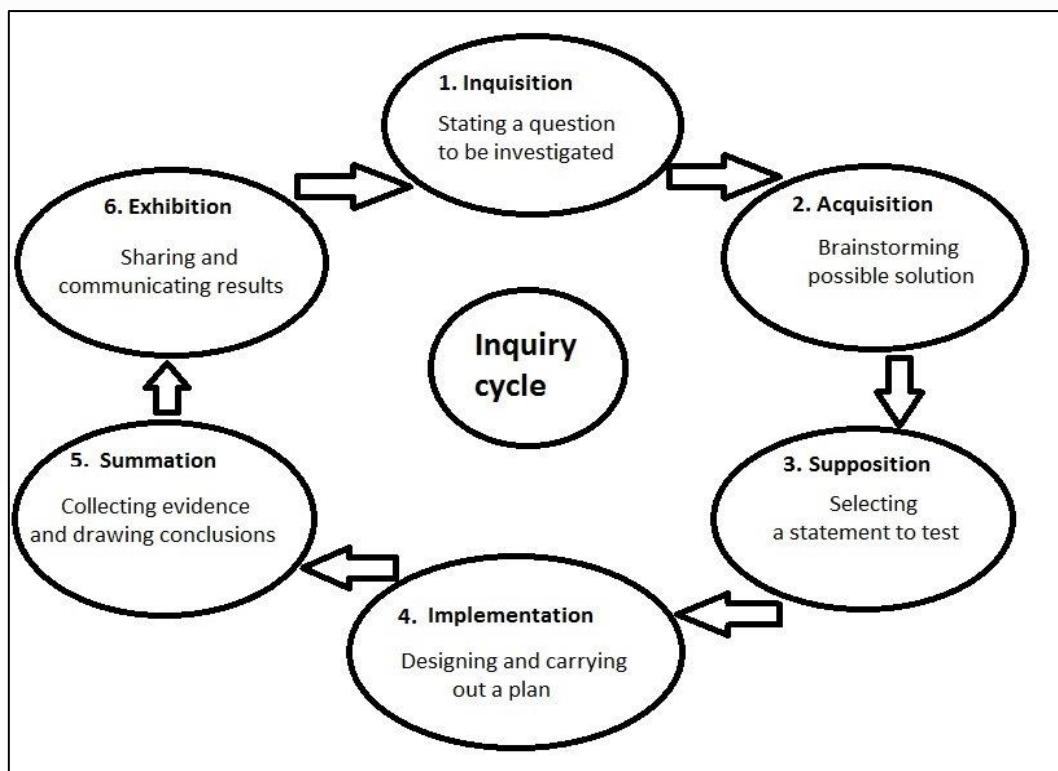 1. Inquisition
Stating a question
to be investigated
2. Acquisition
Brainstorming
possible solution
3. Supposition
Selecting
a statement to test
4. Implementation
Designing and carrying
out a plan
5. Summation
Collecting evidence
and drawing conclusions
6. Exhibition
Sharing and
communicating results
Inquiry
cycle